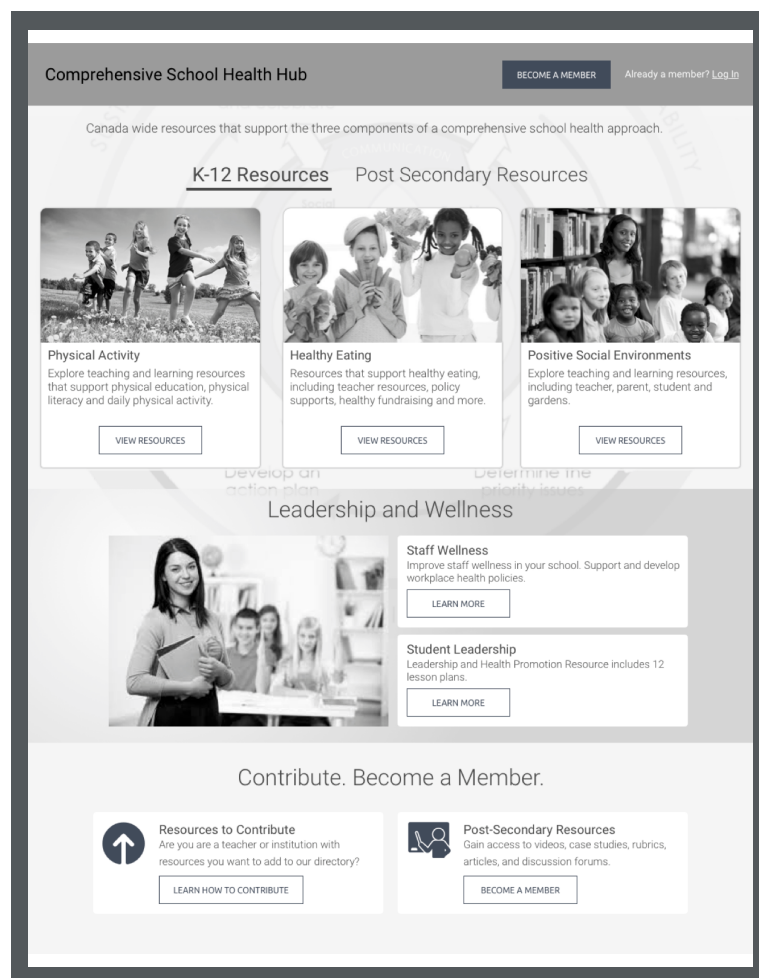 Comprehensive School Health Hub
BECOME A MEMBER
Already a member? Log In
Canada wide resources that support the three components of a comprehensive school health approach.
COMMUNICATION
K-12 Resources
Post Secondary Resources
Social
Physical Activity
Explore teaching and learning resources
that support physical education, physical
literacy and daily physical activity.
VIEW RESOURCES
Healthy Eating
Resources that support healthy eating,
including teacher resources, policy
supports, healthy fundraising and more.
VIEW RESOURCES
Positive Social Environments
Explore teaching and learning resources,
including teacher, parent, student and
gardens.
VIEW RESOURCES
Develop an
action plan
Determine the
priority issues
Leadership and Wellness
Staff Wellness
Improve staff wellness in your school. Support and develop
workplace health policies.
LEARN MORE
Student Leadership
Leadership and Health Promotion Resource includes 12
lesson plans.
LEARN MORE
Contribute. Become a Member.
Resources to Contribute
Are you are a teacher or institution with
resources you want to add to our directory?
LEARN HOW TO CONTRIBUTE
Post-Secondary Resources
Gain access to videos, case studies, rubrics,
articles, and discussion forums.
BECOME A MEMBER